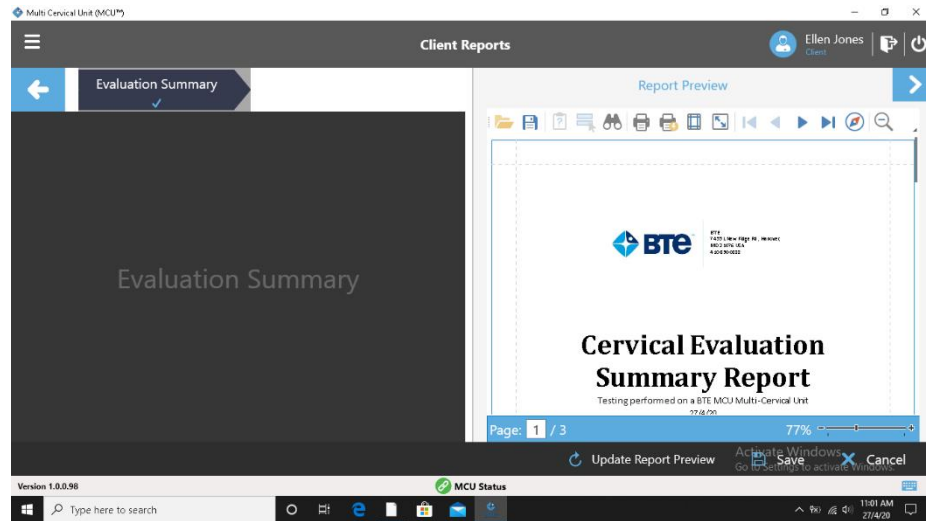 Multi Cervical Unit (MCU™)
Client Reports
Ellen Jones
Client
Evaluation Summary
Report Preview
Evaluation Summary
BTE
BTE
Cervical Evaluation
Summary Report
Testing performed on a BTE MCU Multi-Cervical Unit
27/4/20
Page: 1 / 3
77%
Update Report Preview
Save
Cancel
Activate Windows
Go to Settings to activate Windows.
Version 1.0.0.98
MCU Status
Type here to search
11:01 AM
27/4/20